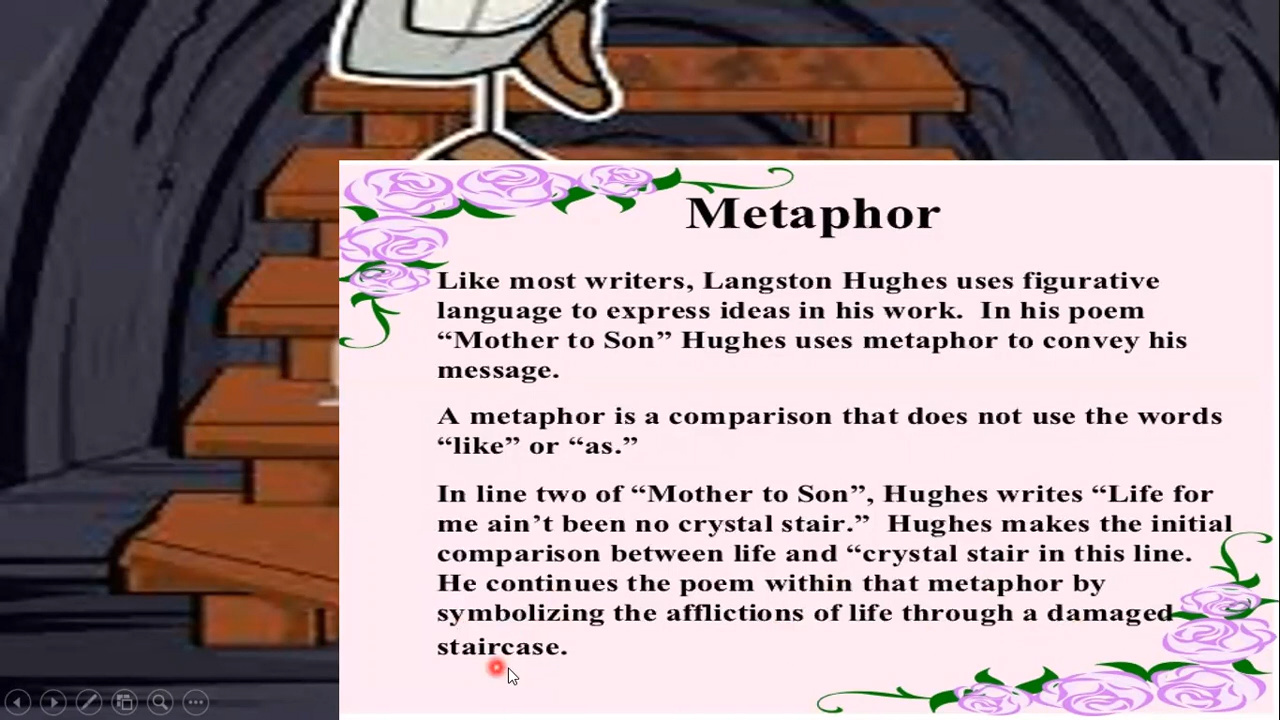 Metaphor
Like most writers, Langston Hughes uses figurative
language to express ideas in his work.  In his poem
“Mother to Son” Hughes uses metaphor to convey his
message.
A metaphor is a comparison that does not use the words
“like” or “as.”
In line two of “Mother to Son”, Hughes writes “Life for
me ain’t been no crystal stair.”  Hughes makes the initial
comparison between life and “crystal stair in this line.
He continues the poem within that metaphor by
symbolizing the afflictions of life through a damaged
staircase.